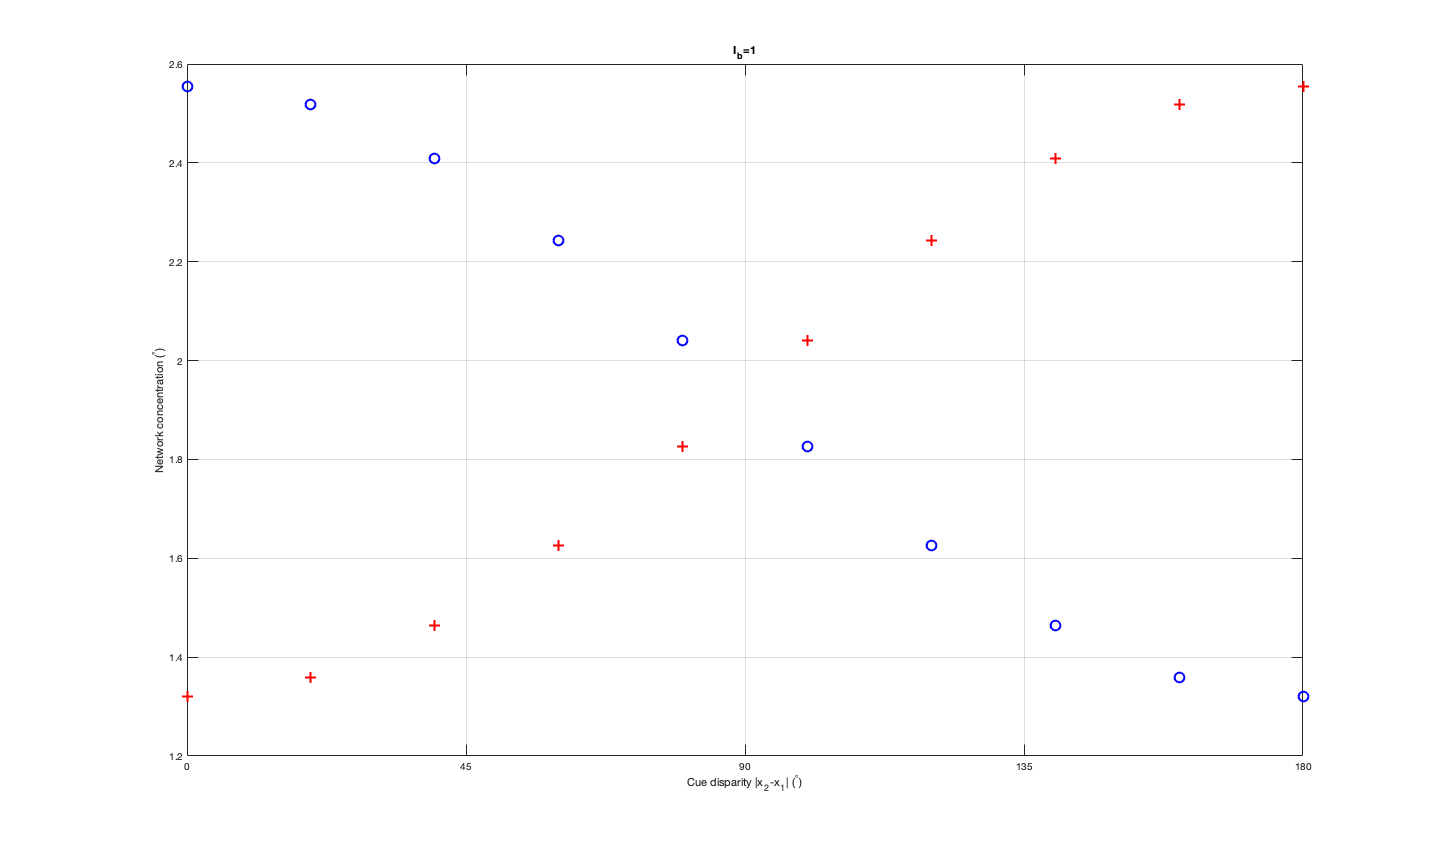 I_b=1
2.6
2.4
2.2
2
1.8
1.6
1.4
1.2
Network concentration (°)
0 45 90 135 180
Cue disparity |x_2-x_1| (°)